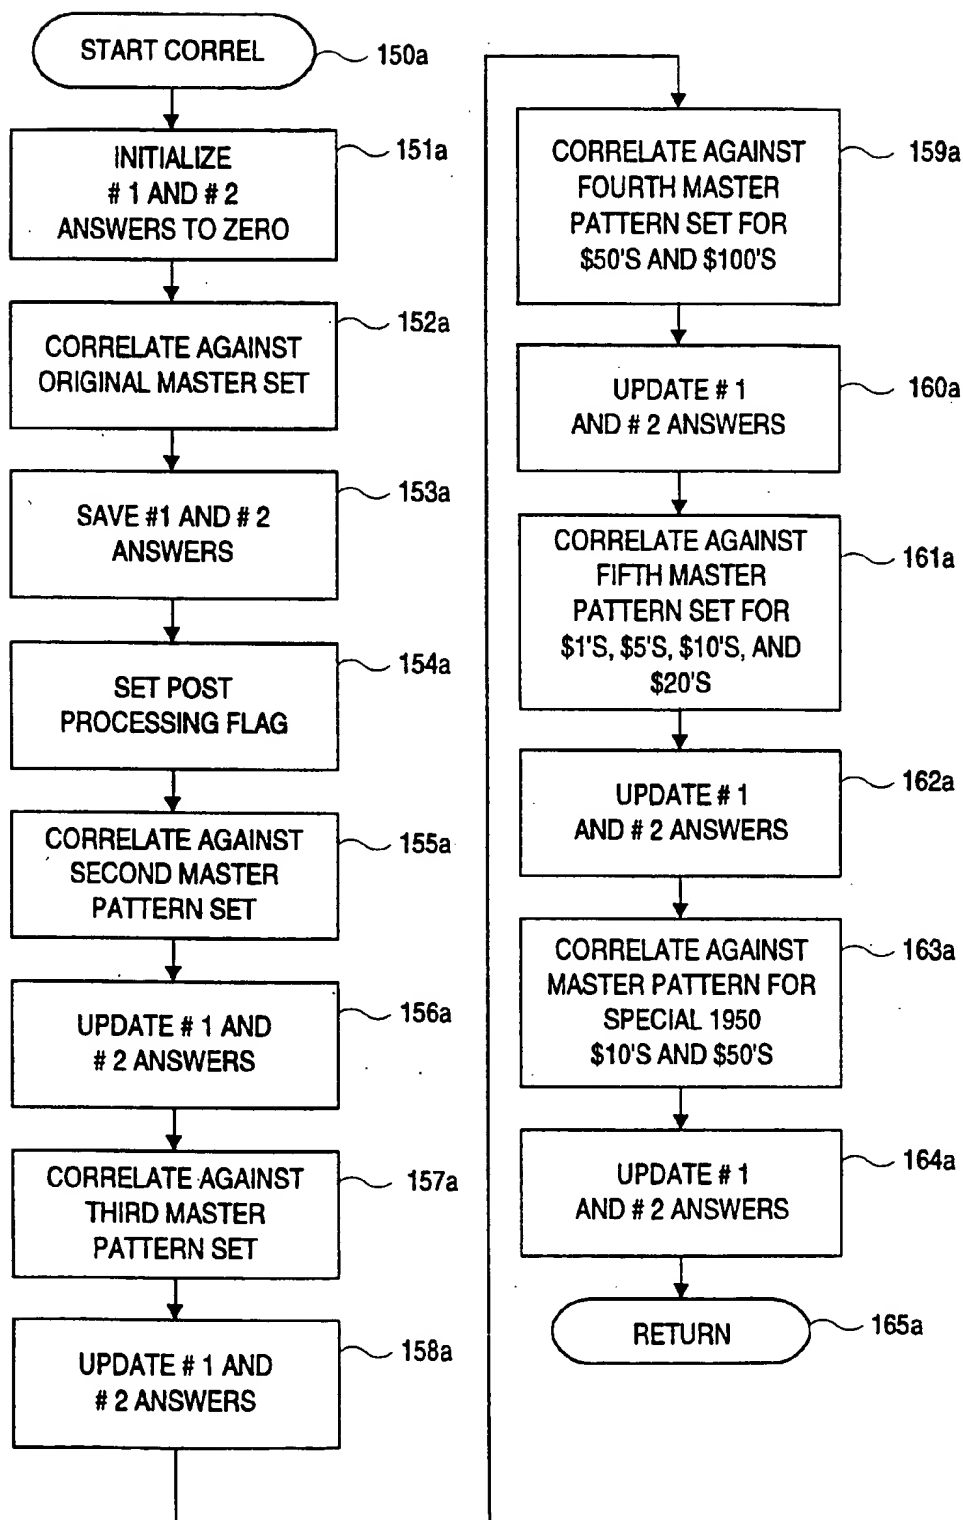 START CORREL
150a
INITIALIZE
# 1 AND # 2
ANSWERS TO ZERO
151a
CORRELATE AGAINST
ORIGINAL MASTER SET
152a
SAVE #1 AND # 2
ANSWERS
153a
SET POST
PROCESSING FLAG
154a
CORRELATE AGAINST
SECOND MASTER
PATTERN SET
155a
UPDATE # 1 AND
# 2 ANSWERS
156a
CORRELATE AGAINST
THIRD MASTER
PATTERN SET
157a
UPDATE # 1 AND
# 2 ANSWERS
158a
CORRELATE AGAINST
FOURTH MASTER
PATTERN SET FOR
$50'S AND $100'S
159a
UPDATE # 1
AND # 2 ANSWERS
160a
CORRELATE AGAINST
FIFTH MASTER
PATTERN SET FOR
$1'S, $5'S, $10'S, AND
$20'S
161a
UPDATE # 1
AND # 2 ANSWERS
162a
CORRELATE AGAINST
MASTER PATTERN FOR
SPECIAL 1950
$10'S AND $50'S
163a
UPDATE # 1
AND # 2 ANSWERS
164a
RETURN
165a